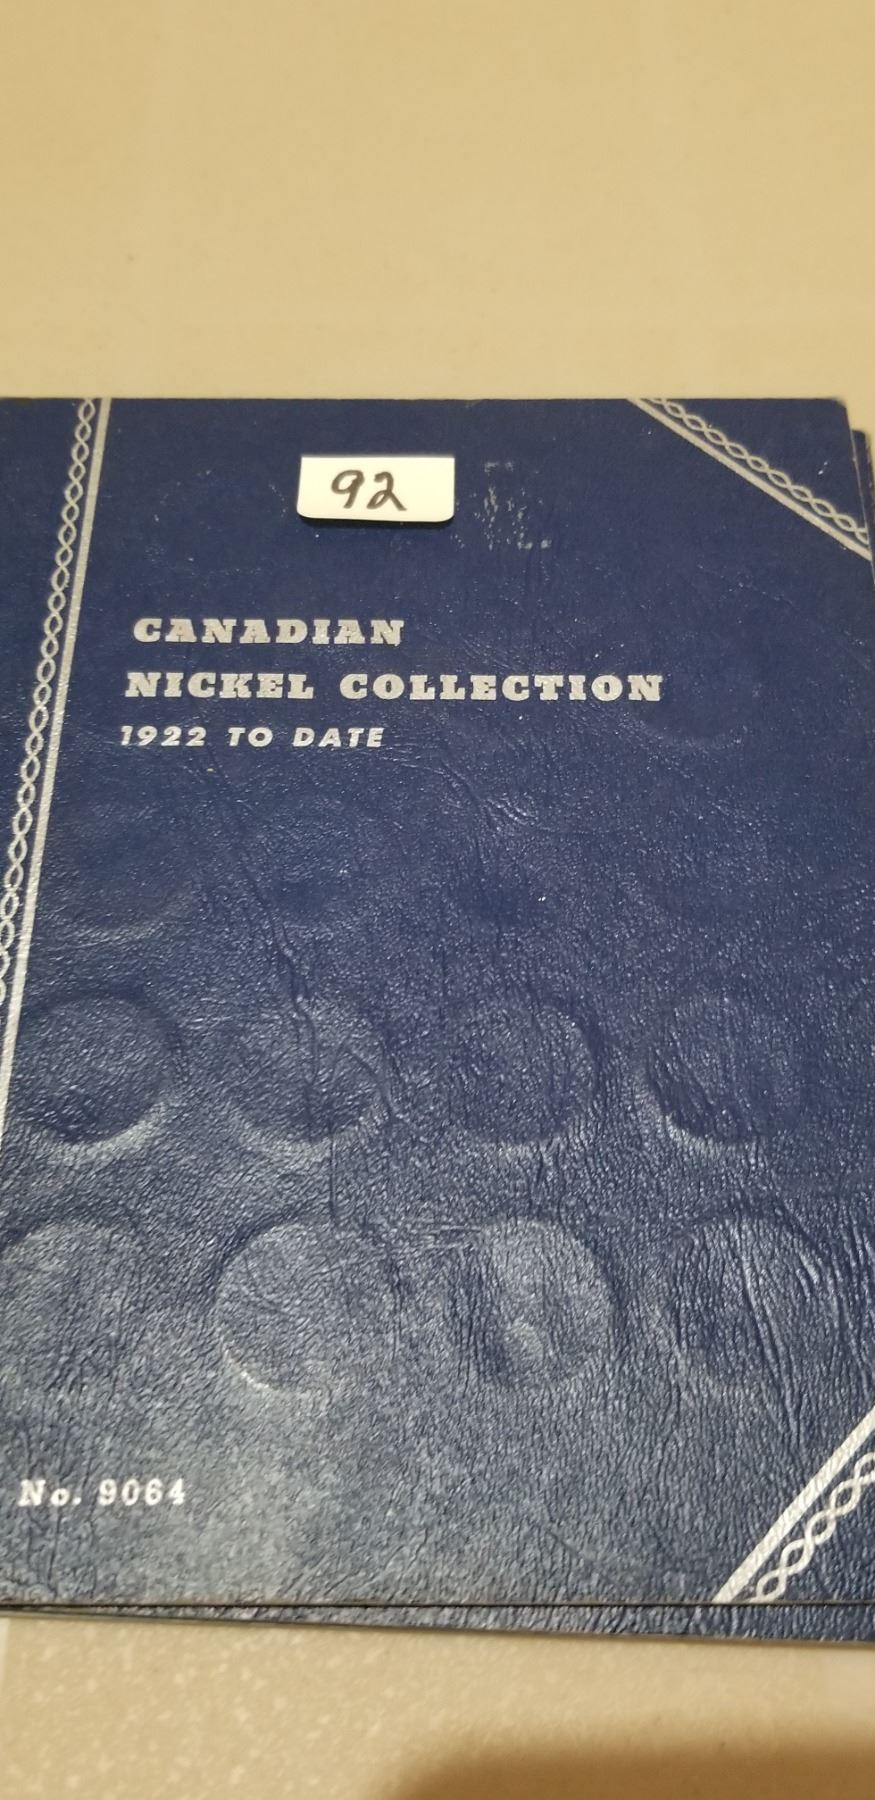 92
CANADIAN
NICKEL COLLECTION
1922 TO DATE
No. 9064